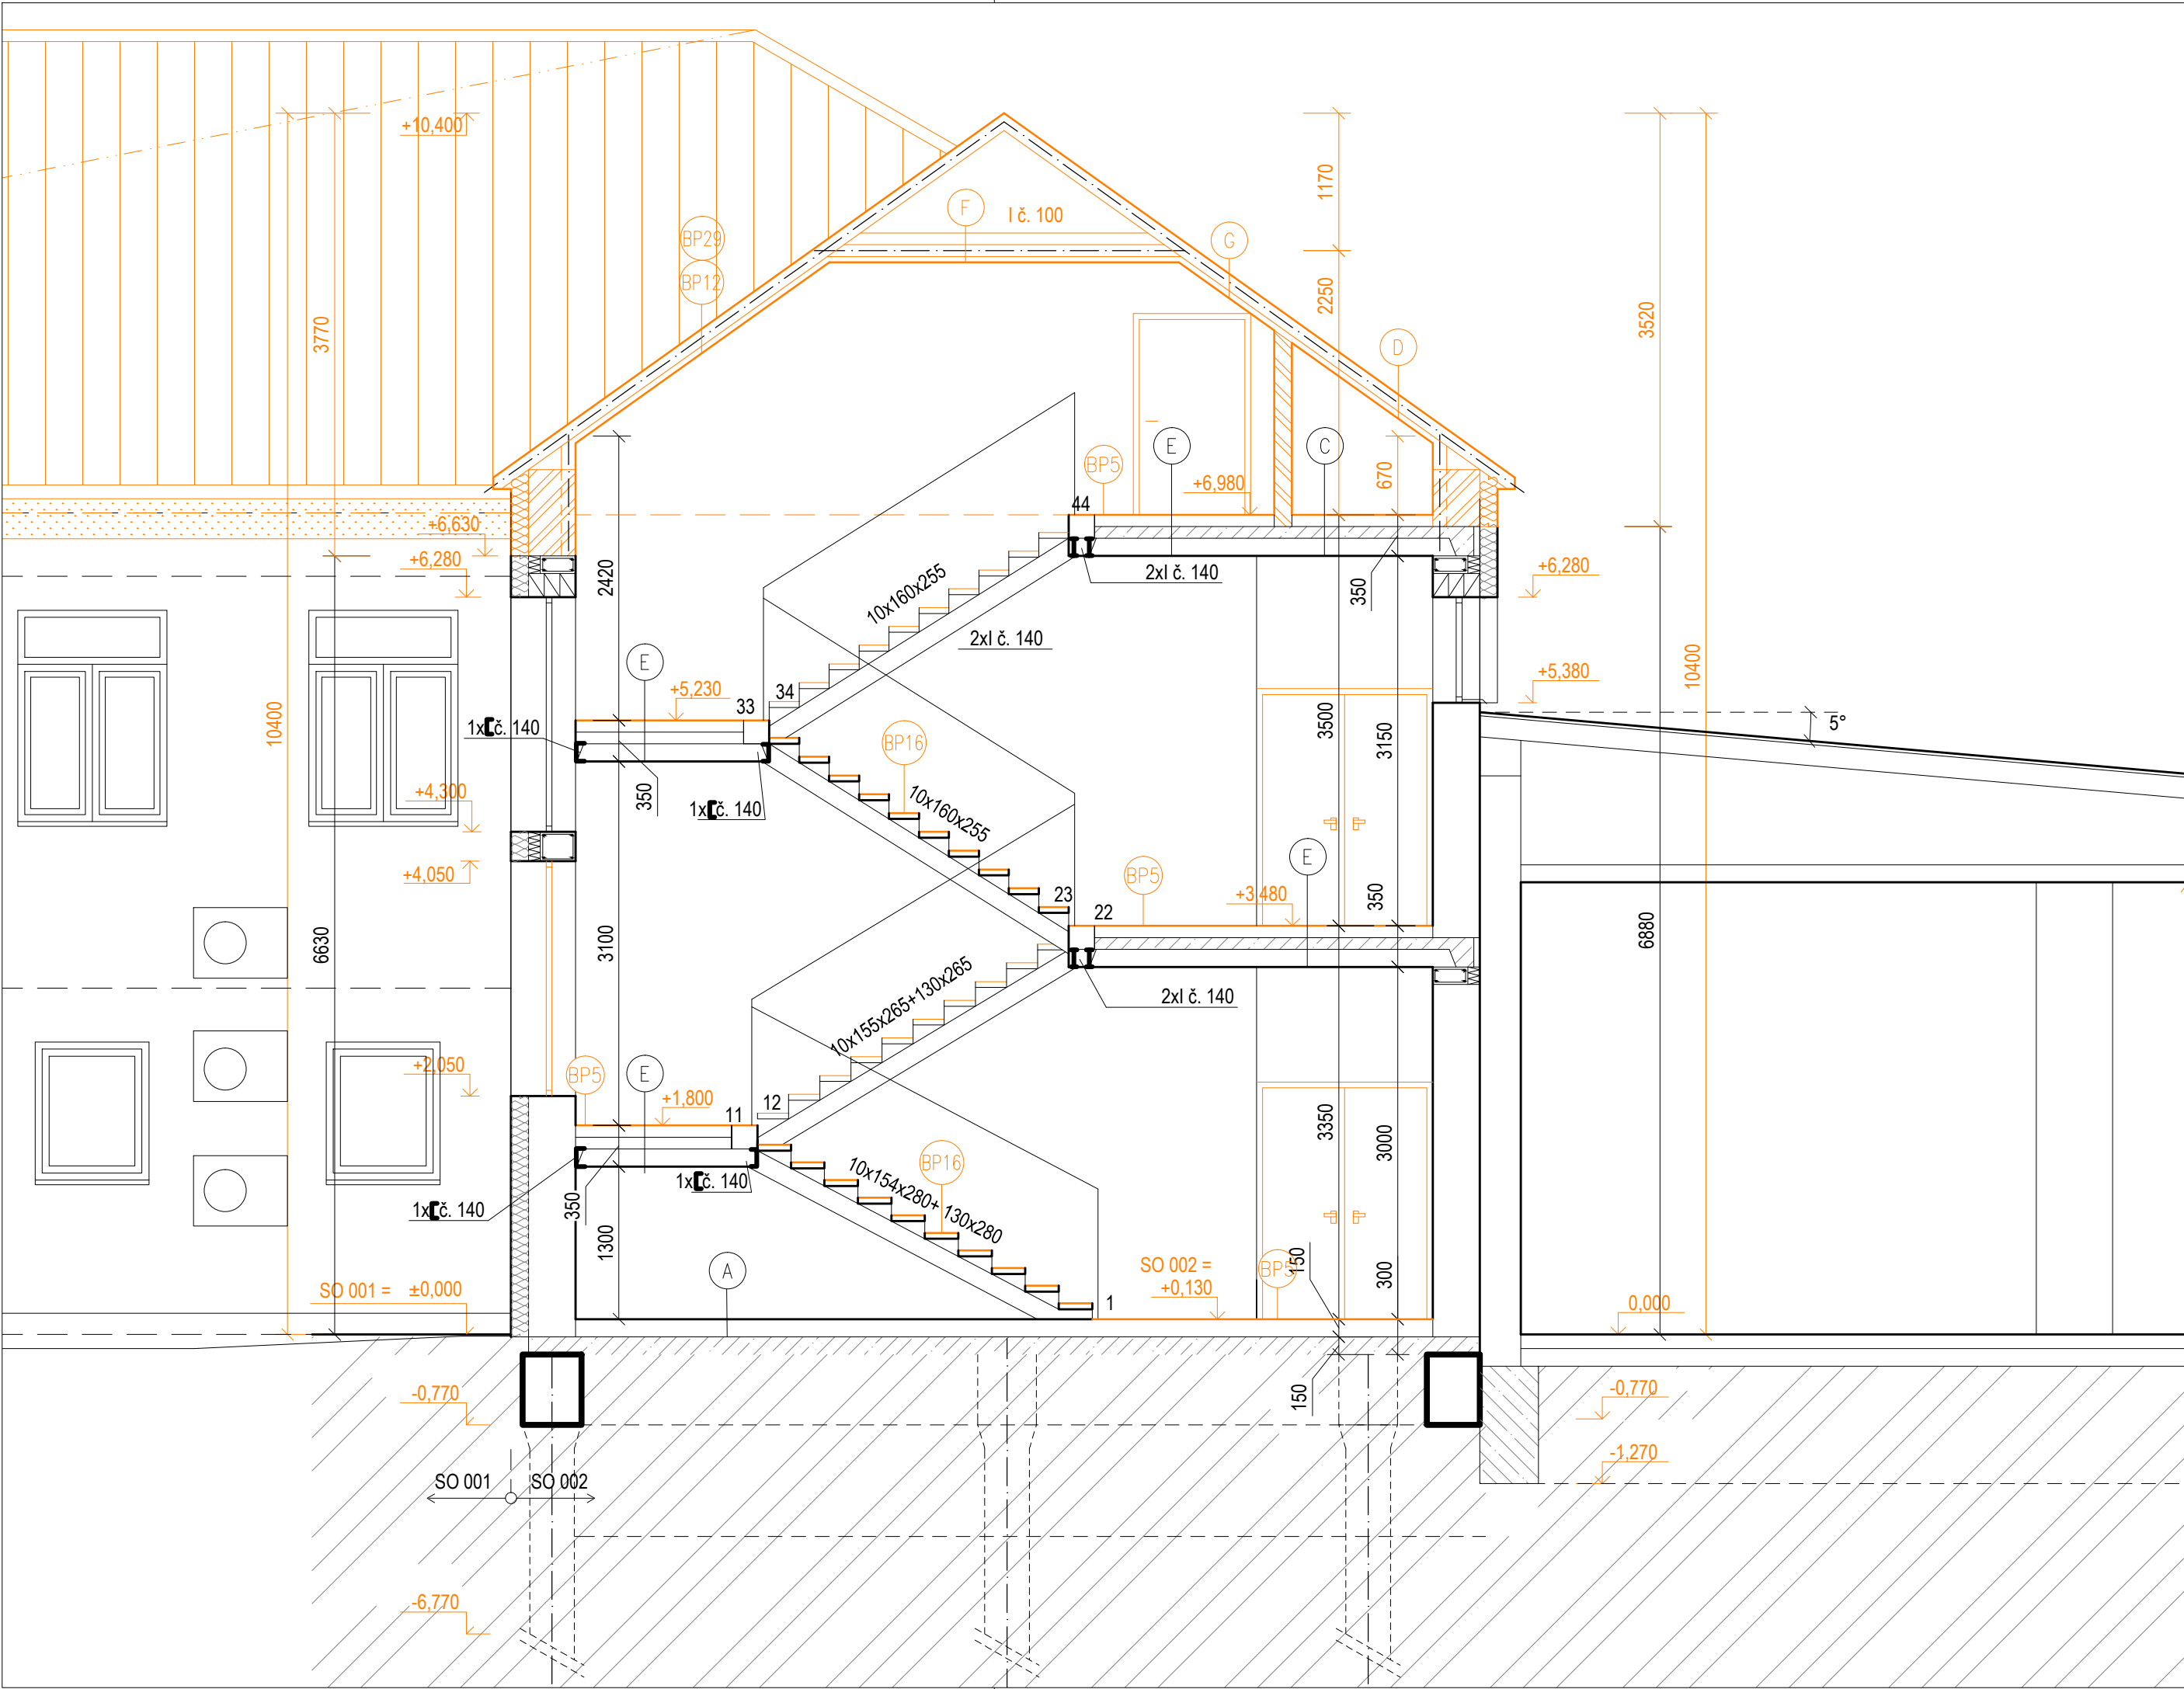 +10,400
F
I č. 100
1170
BP29
G
BP12
2250
3770
3520
D
E
C
BP5
670
+6,980
44
+6,630
+6,280
2420
10x160x255
2xI č. 140
350
+6,280
2xI č. 140
E
+5,380
10400
+5,230
34
33
1x[č. 140
5°
10400
BP16
3500
3150
350
1x[č. 140
+4,300
10x160x255
E
+4,050
BP5
23
+3,480
350
22
6630
3100
6880
10x155x265+130x265
2xI č. 140
+2,050
BP5
E
+1,800
11
12
3350
3000
BP16
10x154x280+ 130x280
1x[č. 140
350
1x[č. 140
1300
A
SO 002 =
+0,130
150
BP5
300
SO 001 = ±0,000
1
0,000
-0,770
150
-0,770
-1,270
SO 001
SO 002
-6,770